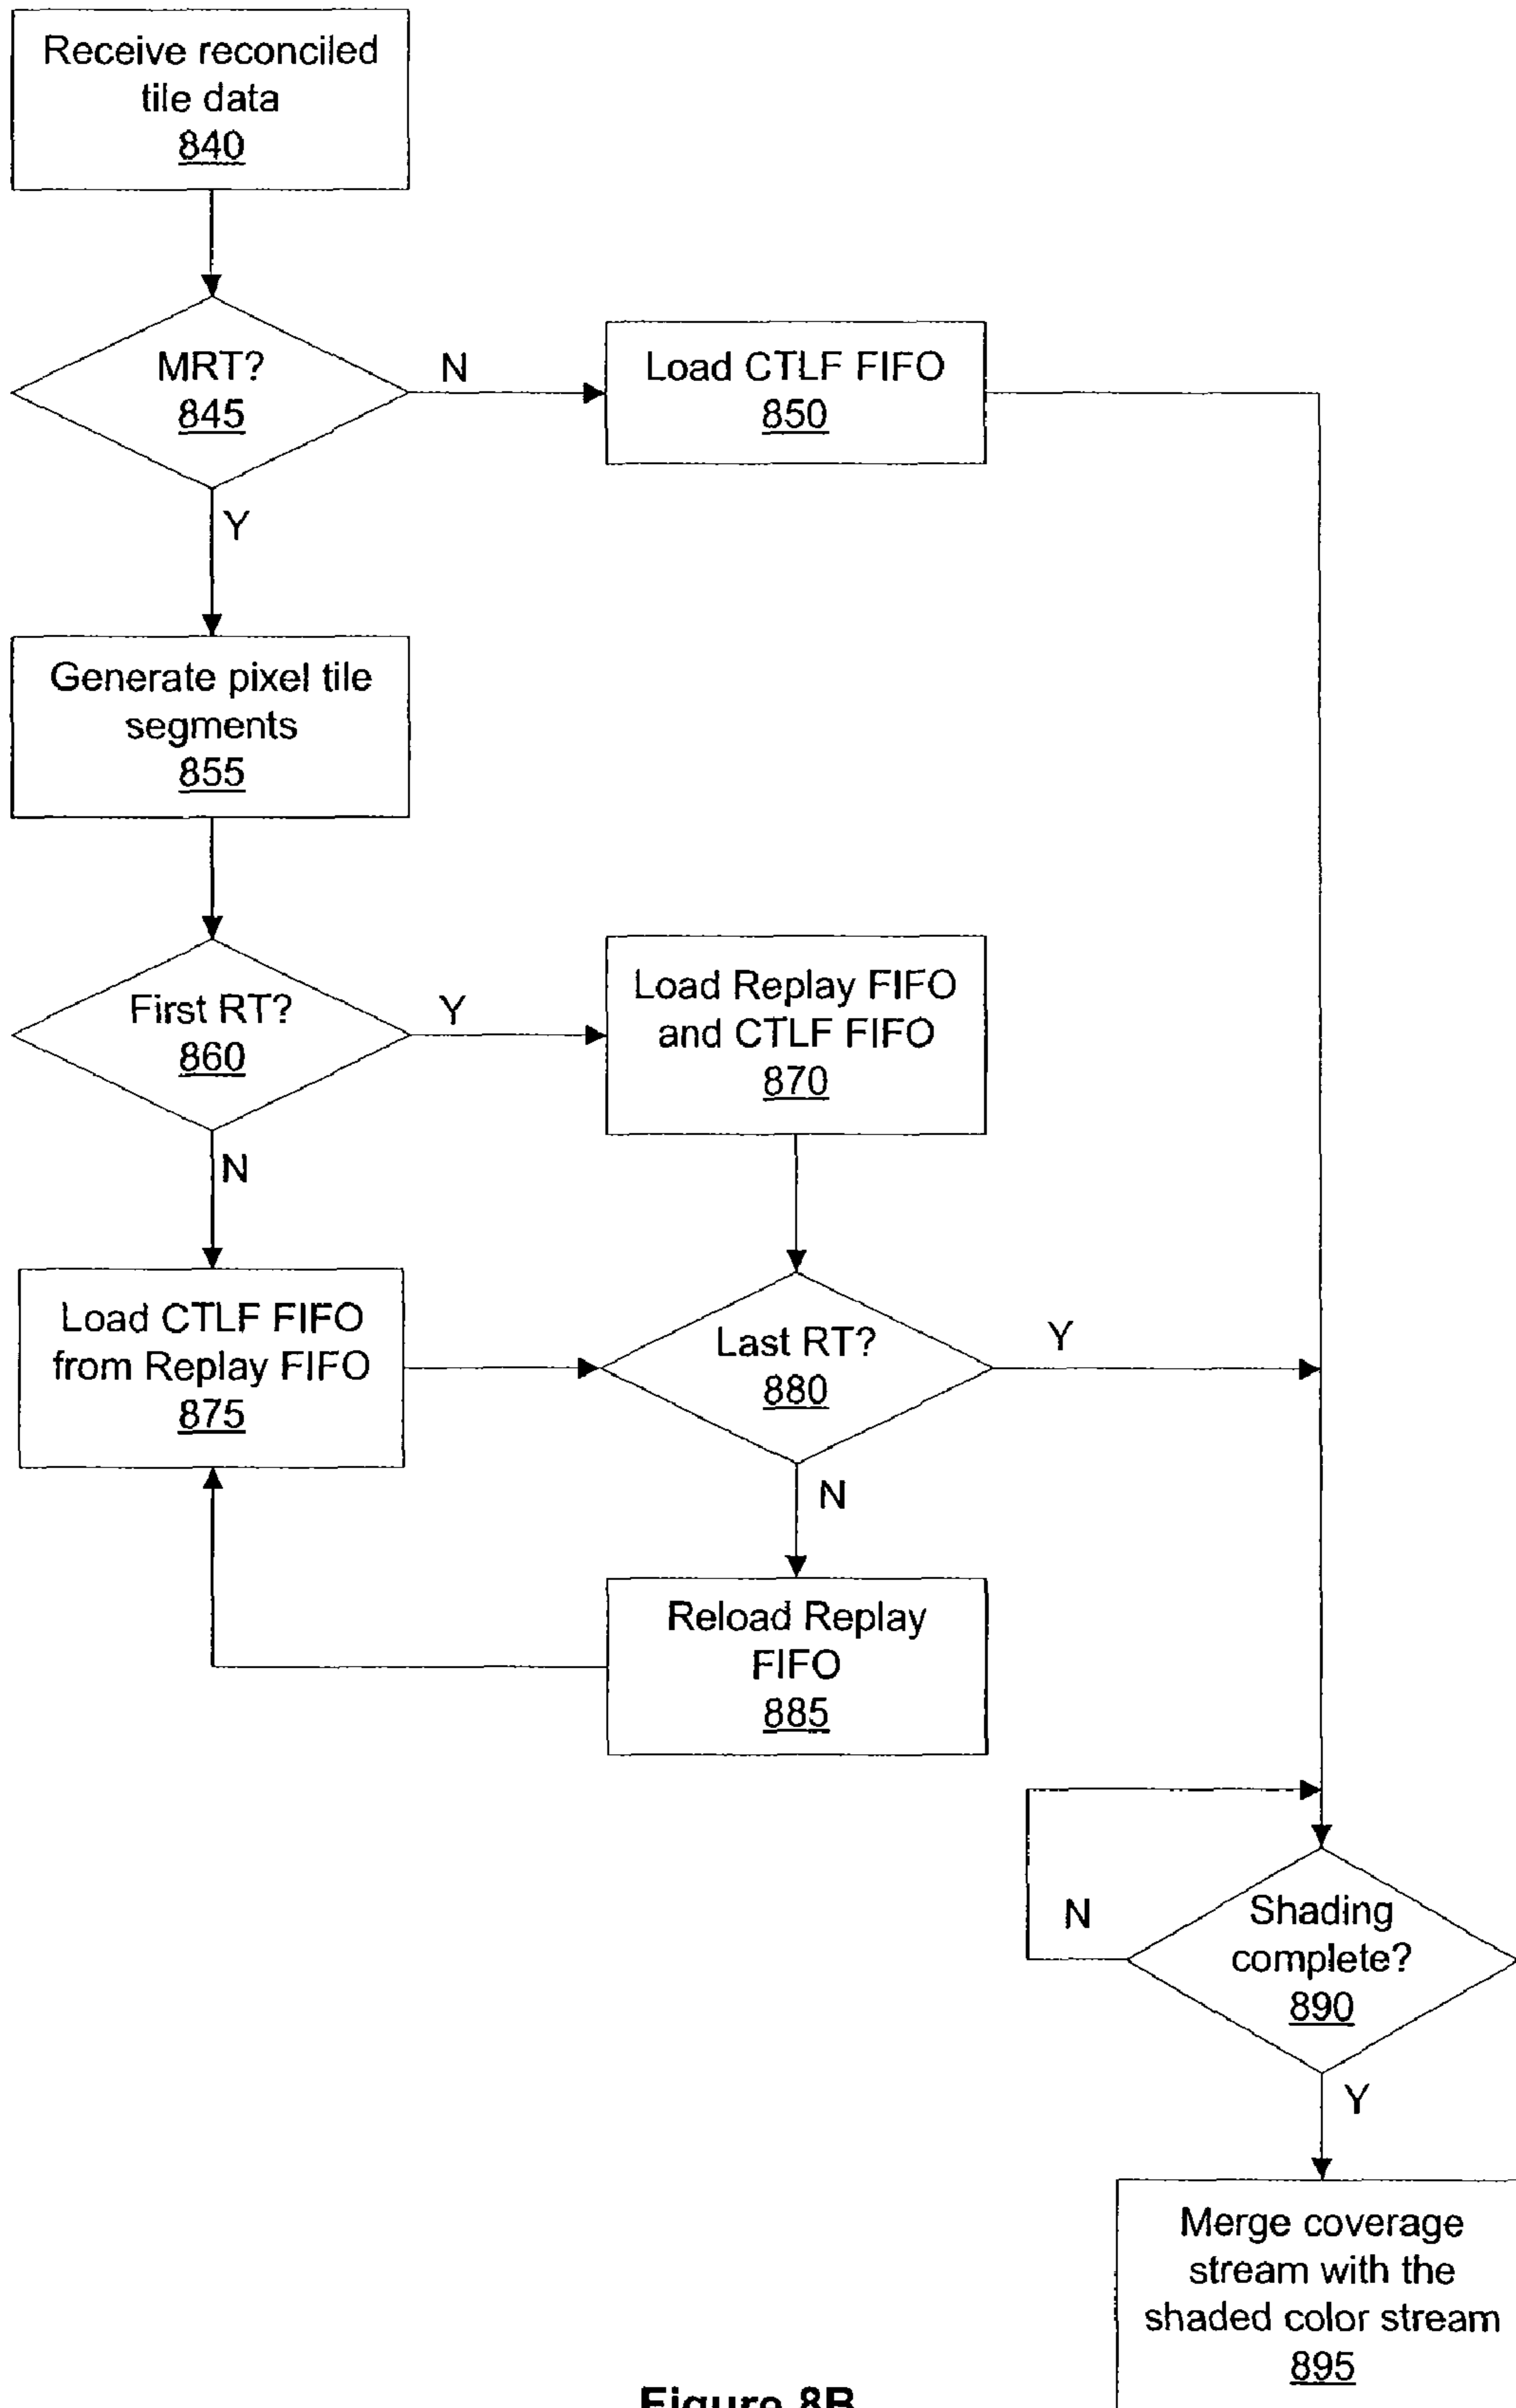 Receive reconciled
tile data
840
MRT?
845
N
Load CTLF FIFO
850
Y
Generate pixel tile
segments
855
First RT?
860
Y
Load Replay FIFO
and CTLF FIFO
870
N
Load CTLF FIFO
from Replay FIFO
875
Last RT?
880
Y
N
Reload Replay
FIFO
885
N
Shading
complete?
890
Y
Merge coverage
stream with the
shaded color stream
895
Figure 8B